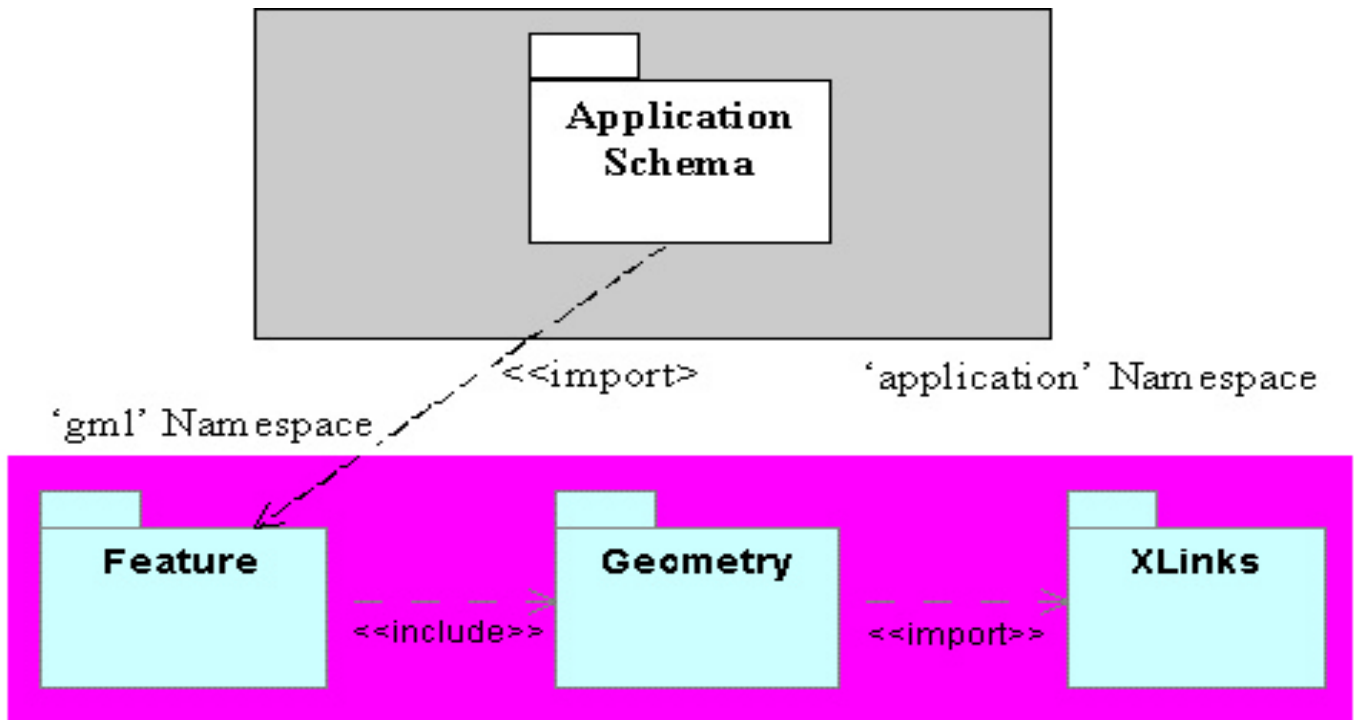 Application
Schema
<<import>
‘application’ Namespace
‘gml’ Namespace
Feature
Geometry
XLinks
<<include>>
<<import>>